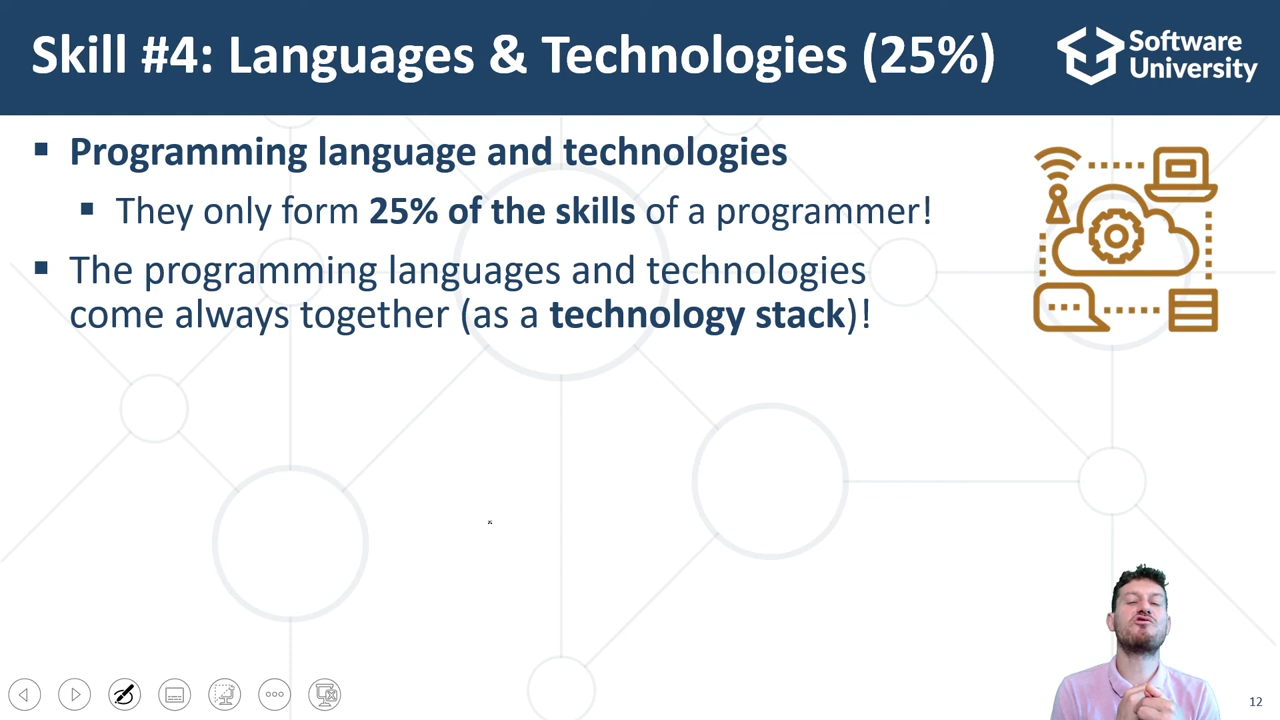 Skill #4: Languages & Technologies (25%)
Software
University
▪ Programming language and technologies
▪ They only form 25% of the skills of a programmer!
▪ The programming languages and technologies
come always together (as a technology stack)!
12